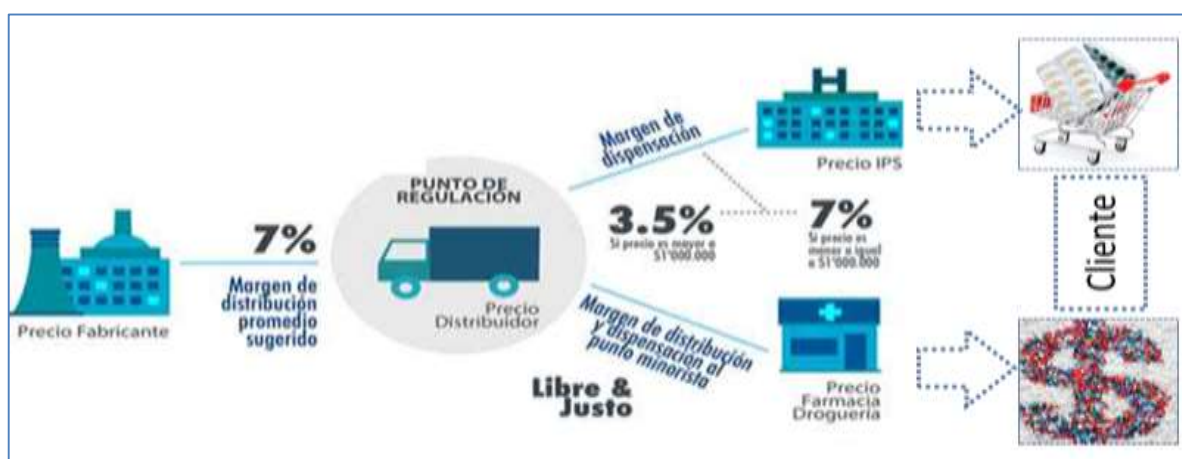 PUNTO DE
REGULACIÓN
Precio
Distribuidor
Precio Fabricante
7%
Margen de
distribución
promedio
sugerido
Margen de
dispensación
Precio IPS
3.5%
Si precio es mayor a
$1'000.000
7%
Si precio es
menor o igual
a $1'000.000
Margen de distribución
y dispensación al
punto minorista
Libre &
Justo
Precio
Farmacia
Droguería
Cliente